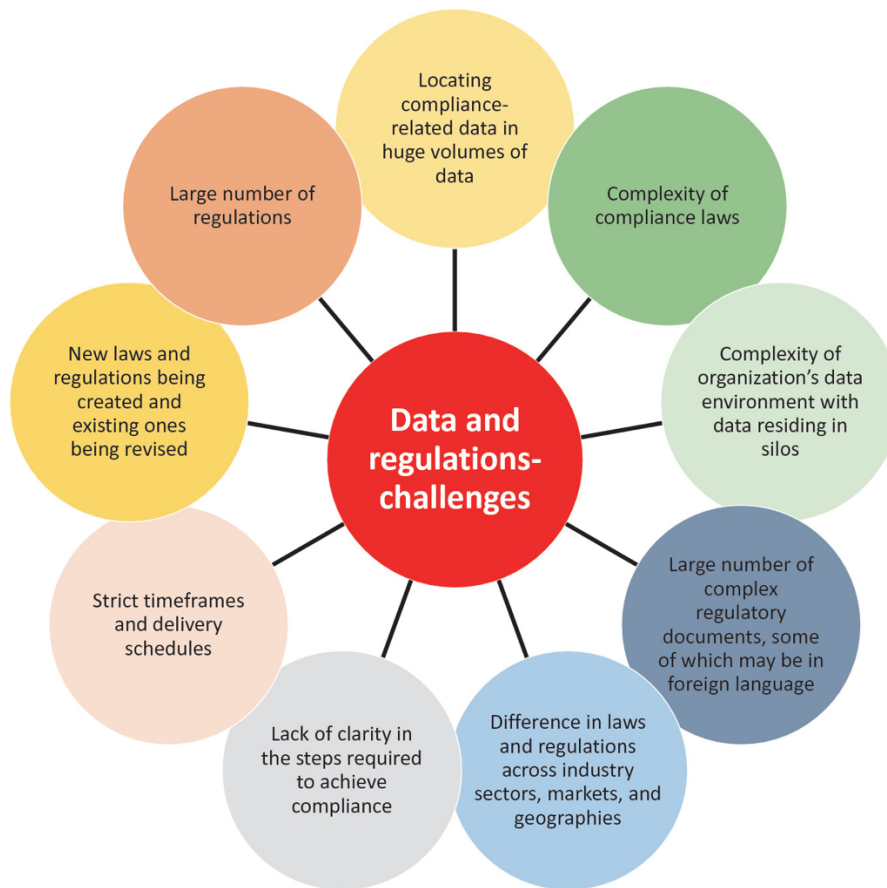 Locating
compliance-
related data in
huge volumes of
data
Complexity of
compliance laws
Complexity of
organization's data
environment with
data residing in
silos
Large number of
complex
regulatory
documents, some
of which may be in
foreign language
Difference in laws
and regulations
across industry
sectors, markets, and
geographies
Lack of clarity in
the steps required
to achieve
compliance
Strict timeframes
and delivery
schedules
New laws and
regulations being
created and
existing ones
being revised
Large number of
regulations
Data and
regulations-
challenges